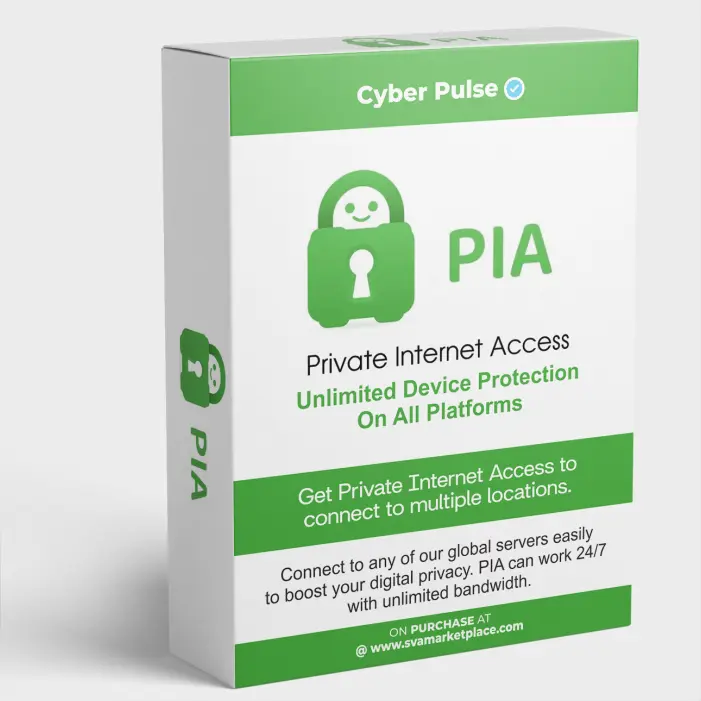 PIA
Cyber Pulse
PIA
Private Internet Access
Unlimited Device Protection
On All Platforms
Get Private Internet Access to
connect to multiple locations.
Connect to any of our global servers easily
to boost your digital privacy. PIA can work 24/7
with unlimited bandwidth.
ON PURCHASE AT
@ www.svamarketplace.com
PIA